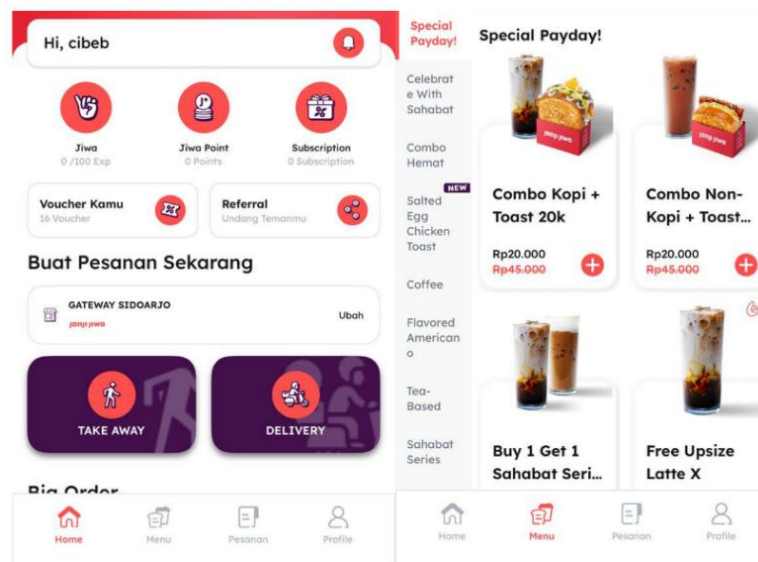 Hi, cibeb
Jiwa
0 /100 Exp
Jiwa Point
0 Points
Subscription
0 Subscription
Voucher Kamu
16 Voucher
Referral
Undang Temanmu
Buat Pesanan Sekarang
GATEWAY SIDOARJO
janji jiwa
Ubah
TAKE AWAY
DELIVERY
Big Order
Home
Menu
Pesanan
Profile
Special
Payday!
Celebrat
e With
Sahabat
Combo
Hemat
NEW
Salted
Egg
Chicken
Toast
Coffee
Flavored
American
o
Tea-
Based
Sahabat
Series
Special Payday!
janji jiwa
Combo Kopi +
Toast 20k
Rp20.000
Rp45.000
janji jiwa
Combo Non-
Kopi + Toast...
Rp20.000
Rp45.000
Buy 1 Get 1
Sahabat Seri...
Free Upsize
Latte X
Home
Menu
Pesanan
Profile